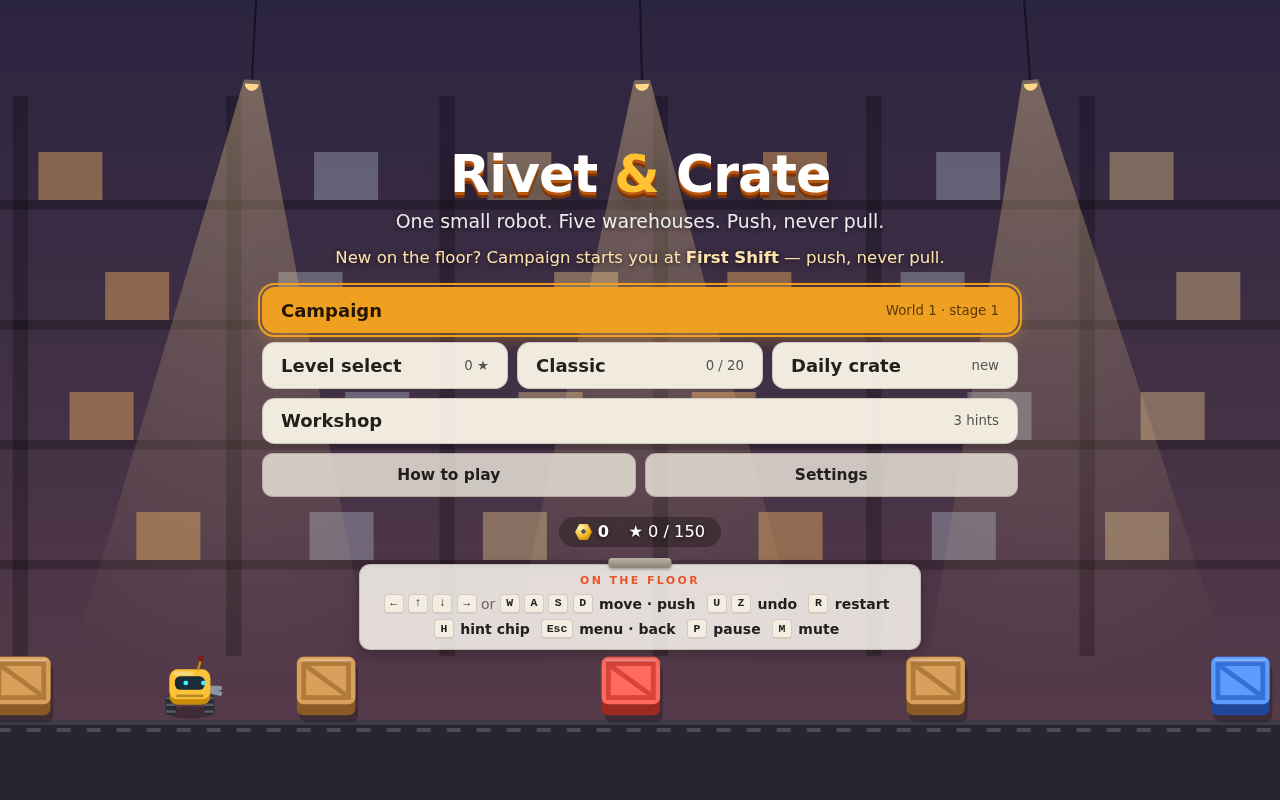 Rivet & Crate
One small robot. Five warehouses. Push, never pull.
New on the floor? Campaign starts you at First Shift — push, never pull.
Campaign World 1 · stage 1
Level select 0 ★ Classic 0 / 20 Daily crate new
Workshop 3 hints
How to play Settings
0 ★ 0 / 150
ON THE FLOOR
← ↑ ↓ → or W A S D move · push U Z undo R restart
H hint chip Esc menu · back P pause M mute